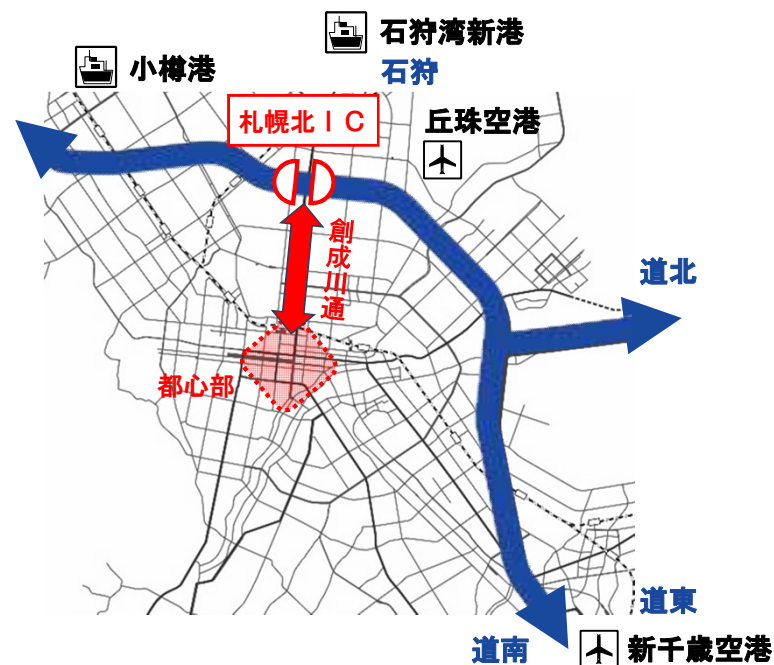 石狩湾新港
小樽港
石狩
札幌北IC
丘珠空港
創成川通
道北
都心部
道東
道南
新千歳空港